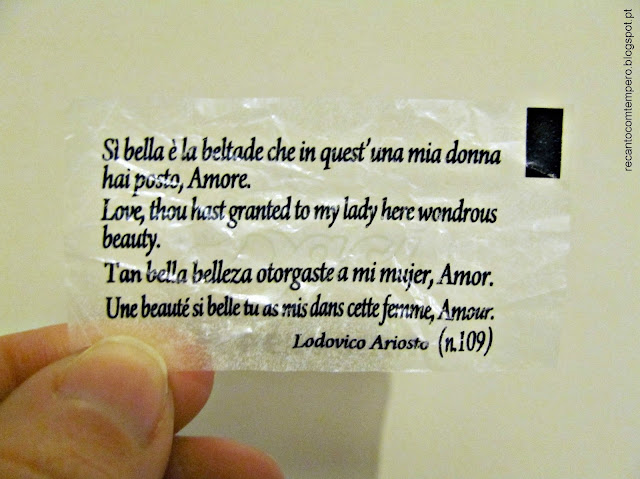 Sì bella è la beltade che in quest'una mia donna
hai posto, Amore.
Love, thou hast granted to my lady here wondrous
beauty.
Tan bella belleza otorgaste a mi mujer, Amor.
Une beauté si belle tu as mis dans cette femme, Amour.
Lodovico Ariosto (n.109)
recantocomtempero.blogspot.pt